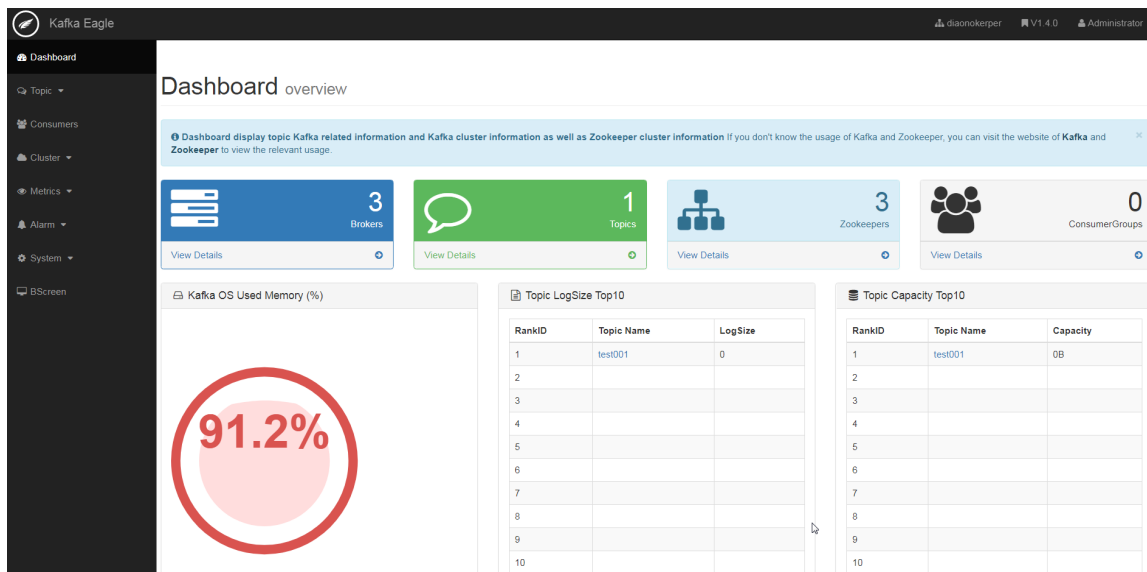 Kafka Eagle
diaonokerper V1.4.0 Administrator
Dashboard
Topic
Consumers
Cluster
Metrics
Alarm
System
BScreen
Dashboard overview
Dashboard display topic Kafka related information and Kafka cluster information as well as Zookeeper cluster information If you don't know the usage of Kafka and Zookeeper, you can visit the website of Kafka and
Zookeeper to view the relevant usage.
×
3
Brokers
View Details
1
Topics
View Details
3
Zookeepers
View Details
0
ConsumerGroups
View Details
Kafka OS Used Memory (%)
91.2%
Topic LogSize Top10
RankID Topic Name LogSize
1 test001 0
2
3
4
5
6
7
8
9
10
Topic Capacity Top10
RankID Topic Name Capacity
1 test001 0B
2
3
4
5
6
7
8
9
10